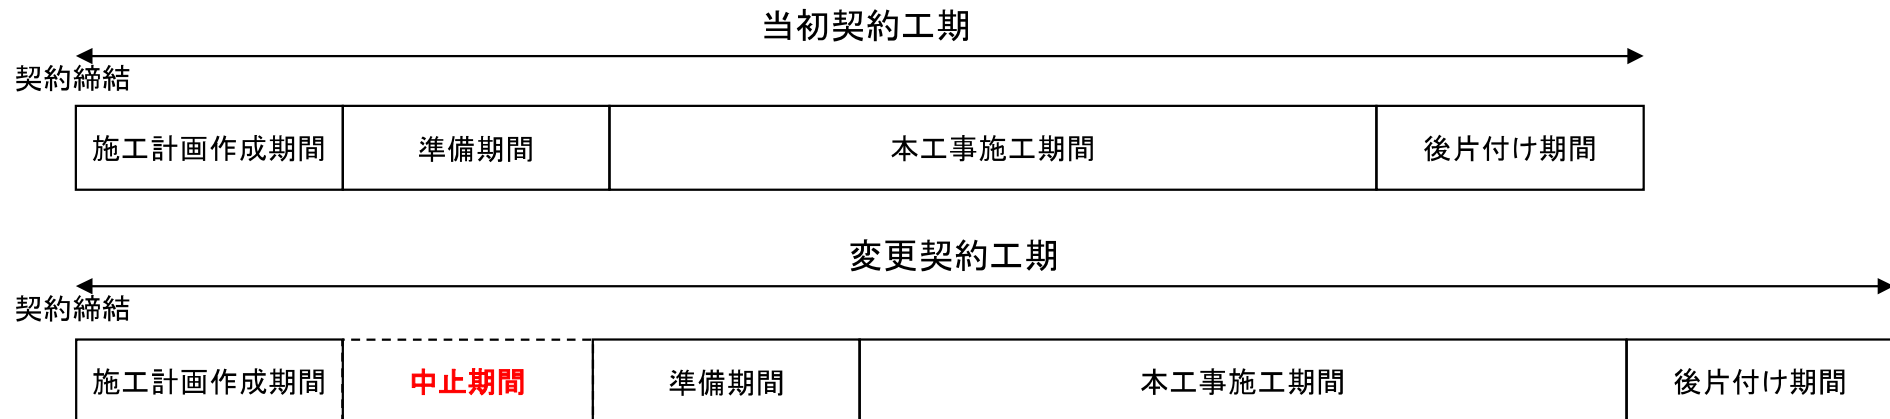 当初契約工期
契約締結
施工計画作成期間 準備期間 本工事施工期間 後片付け期間
変更契約工期
契約締結
施工計画作成期間 中止期間 準備期間 本工事施工期間 後片付け期間